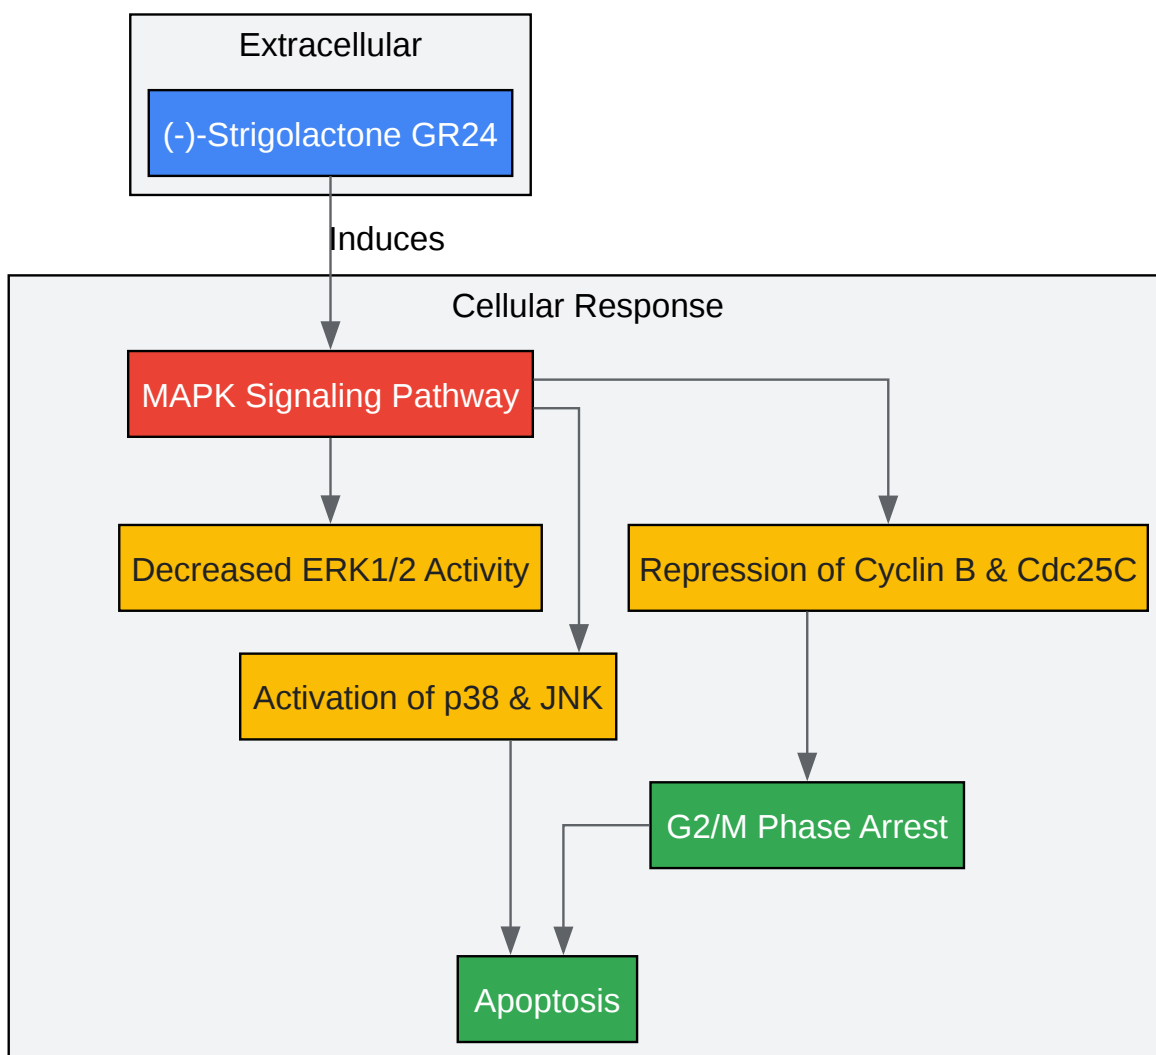 Extracellular
(-)-Strigolactone GR24
Induces
Cellular Response
MAPK Signaling Pathway
Decreased ERK1/2 Activity
Repression of Cyclin B & Cdc25C
Activation of p38 & JNK
G2/M Phase Arrest
Apoptosis